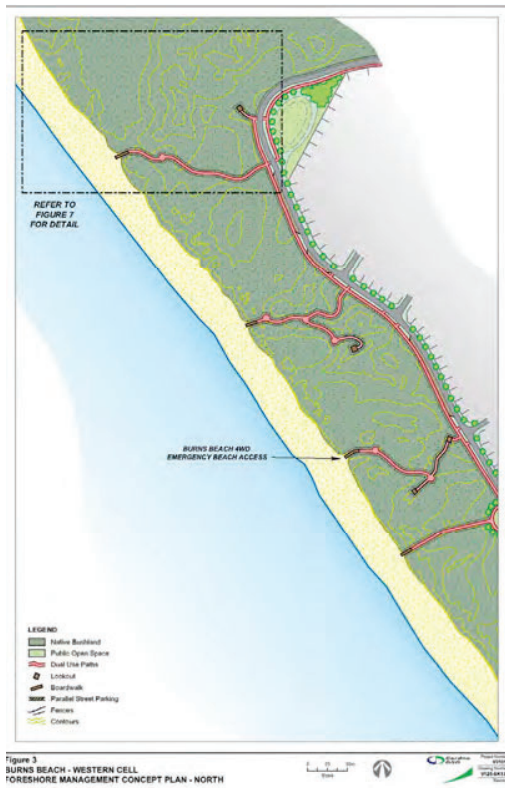 REFER TO
FIGURE 7
FOR DETAIL
BURNS BEACH 4WD
EMERGENCY BEACH ACCESS
LEGEND
Native Bushland
Public Open Space
Dual Use Paths
Lookout
Boardwalk
Parallel Street Parking
Fences
Contours
Figure 3
BURNS BEACH - WESTERN CELL
FORESHORE MANAGEMENT CONCEPT PLAN - NORTH